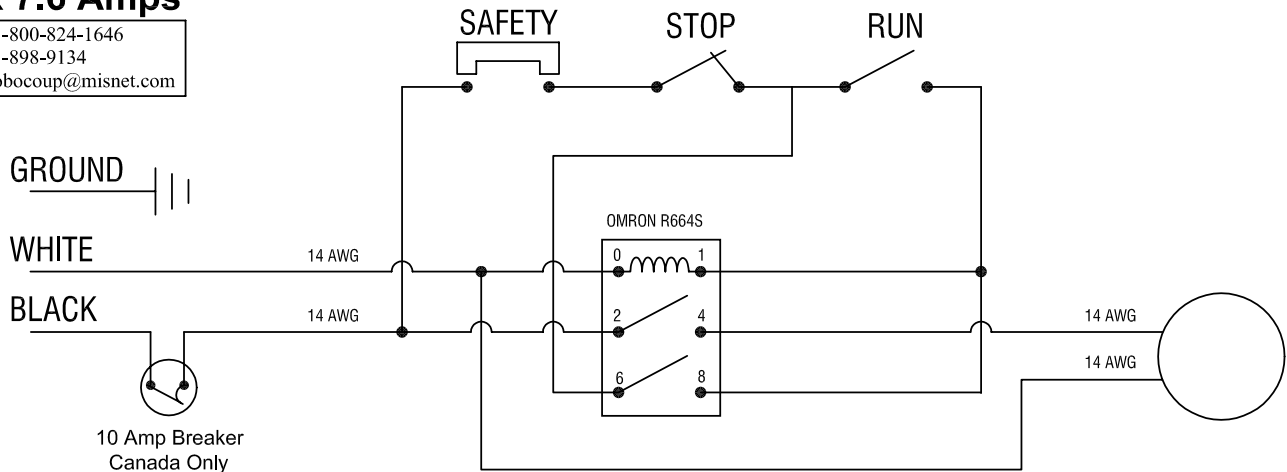 7.6 Amps
-800-824-1646
-898-9134
obocoup@misnet.com
SAFETY
STOP
RUN
GROUND
OMRON R664S
WHITE
14 AWG
0 1
BLACK
14 AWG
2 4
14 AWG
14 AWG
6 8
10 Amp Breaker
Canada Only